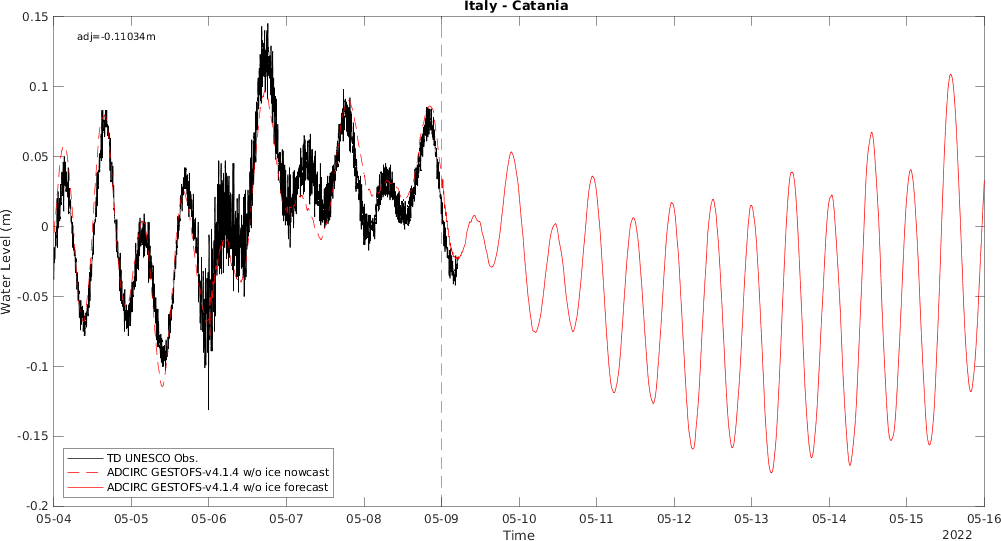 Italy - Catania
adj=-0.11034m
0.15
0.1
0.05
0
-0.05
-0.1
-0.15
-0.2
Water Level (m)
TD UNESCO Obs.
ADCIRC GESTOFS-v4.1.4 w/o ice nowcast
ADCIRC GESTOFS-v4.1.4 w/o ice forecast
05-04 05-05 05-06 05-07 05-08 05-09 05-10 05-11 05-12 05-13 05-14 05-15 05-16
Time
2022